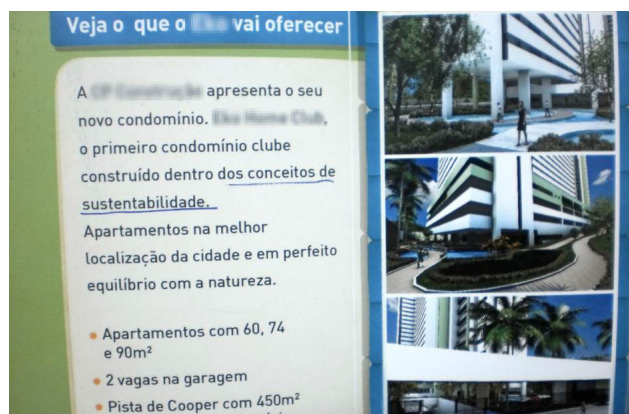 Veja o que o vai oferecer
A apresenta o seu
novo condomínio.
o primeiro condomínio clube
construído dentro dos conceitos de
sustentabilidade.
Apartamentos na melhor
localização da cidade e em perfeito
equilíbrio com a natureza.
• Apartamentos com 60, 74
e 90m²
• 2 vagas na garagem
• Pista de Cooper com 450m²